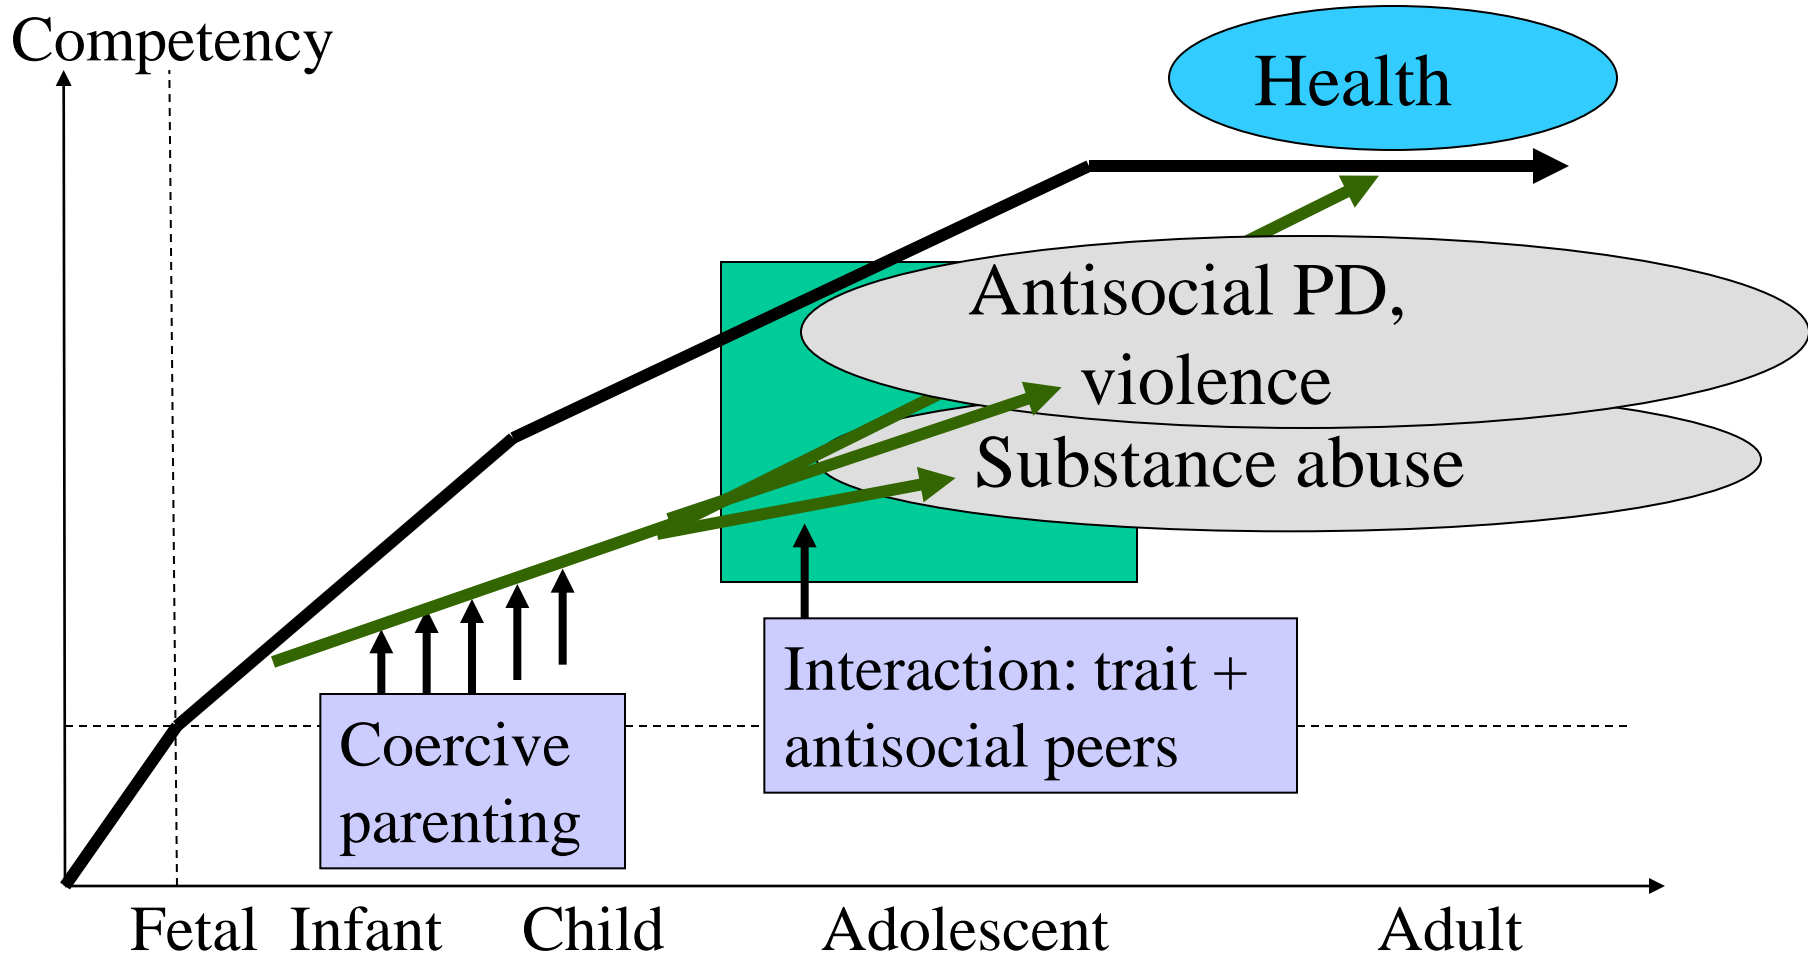 Competency
Health
Antisocial PD,
violence
Substance abuse
Interaction: trait +
antisocial peers
Coercive
parenting
Fetal Infant Child Adolescent Adult